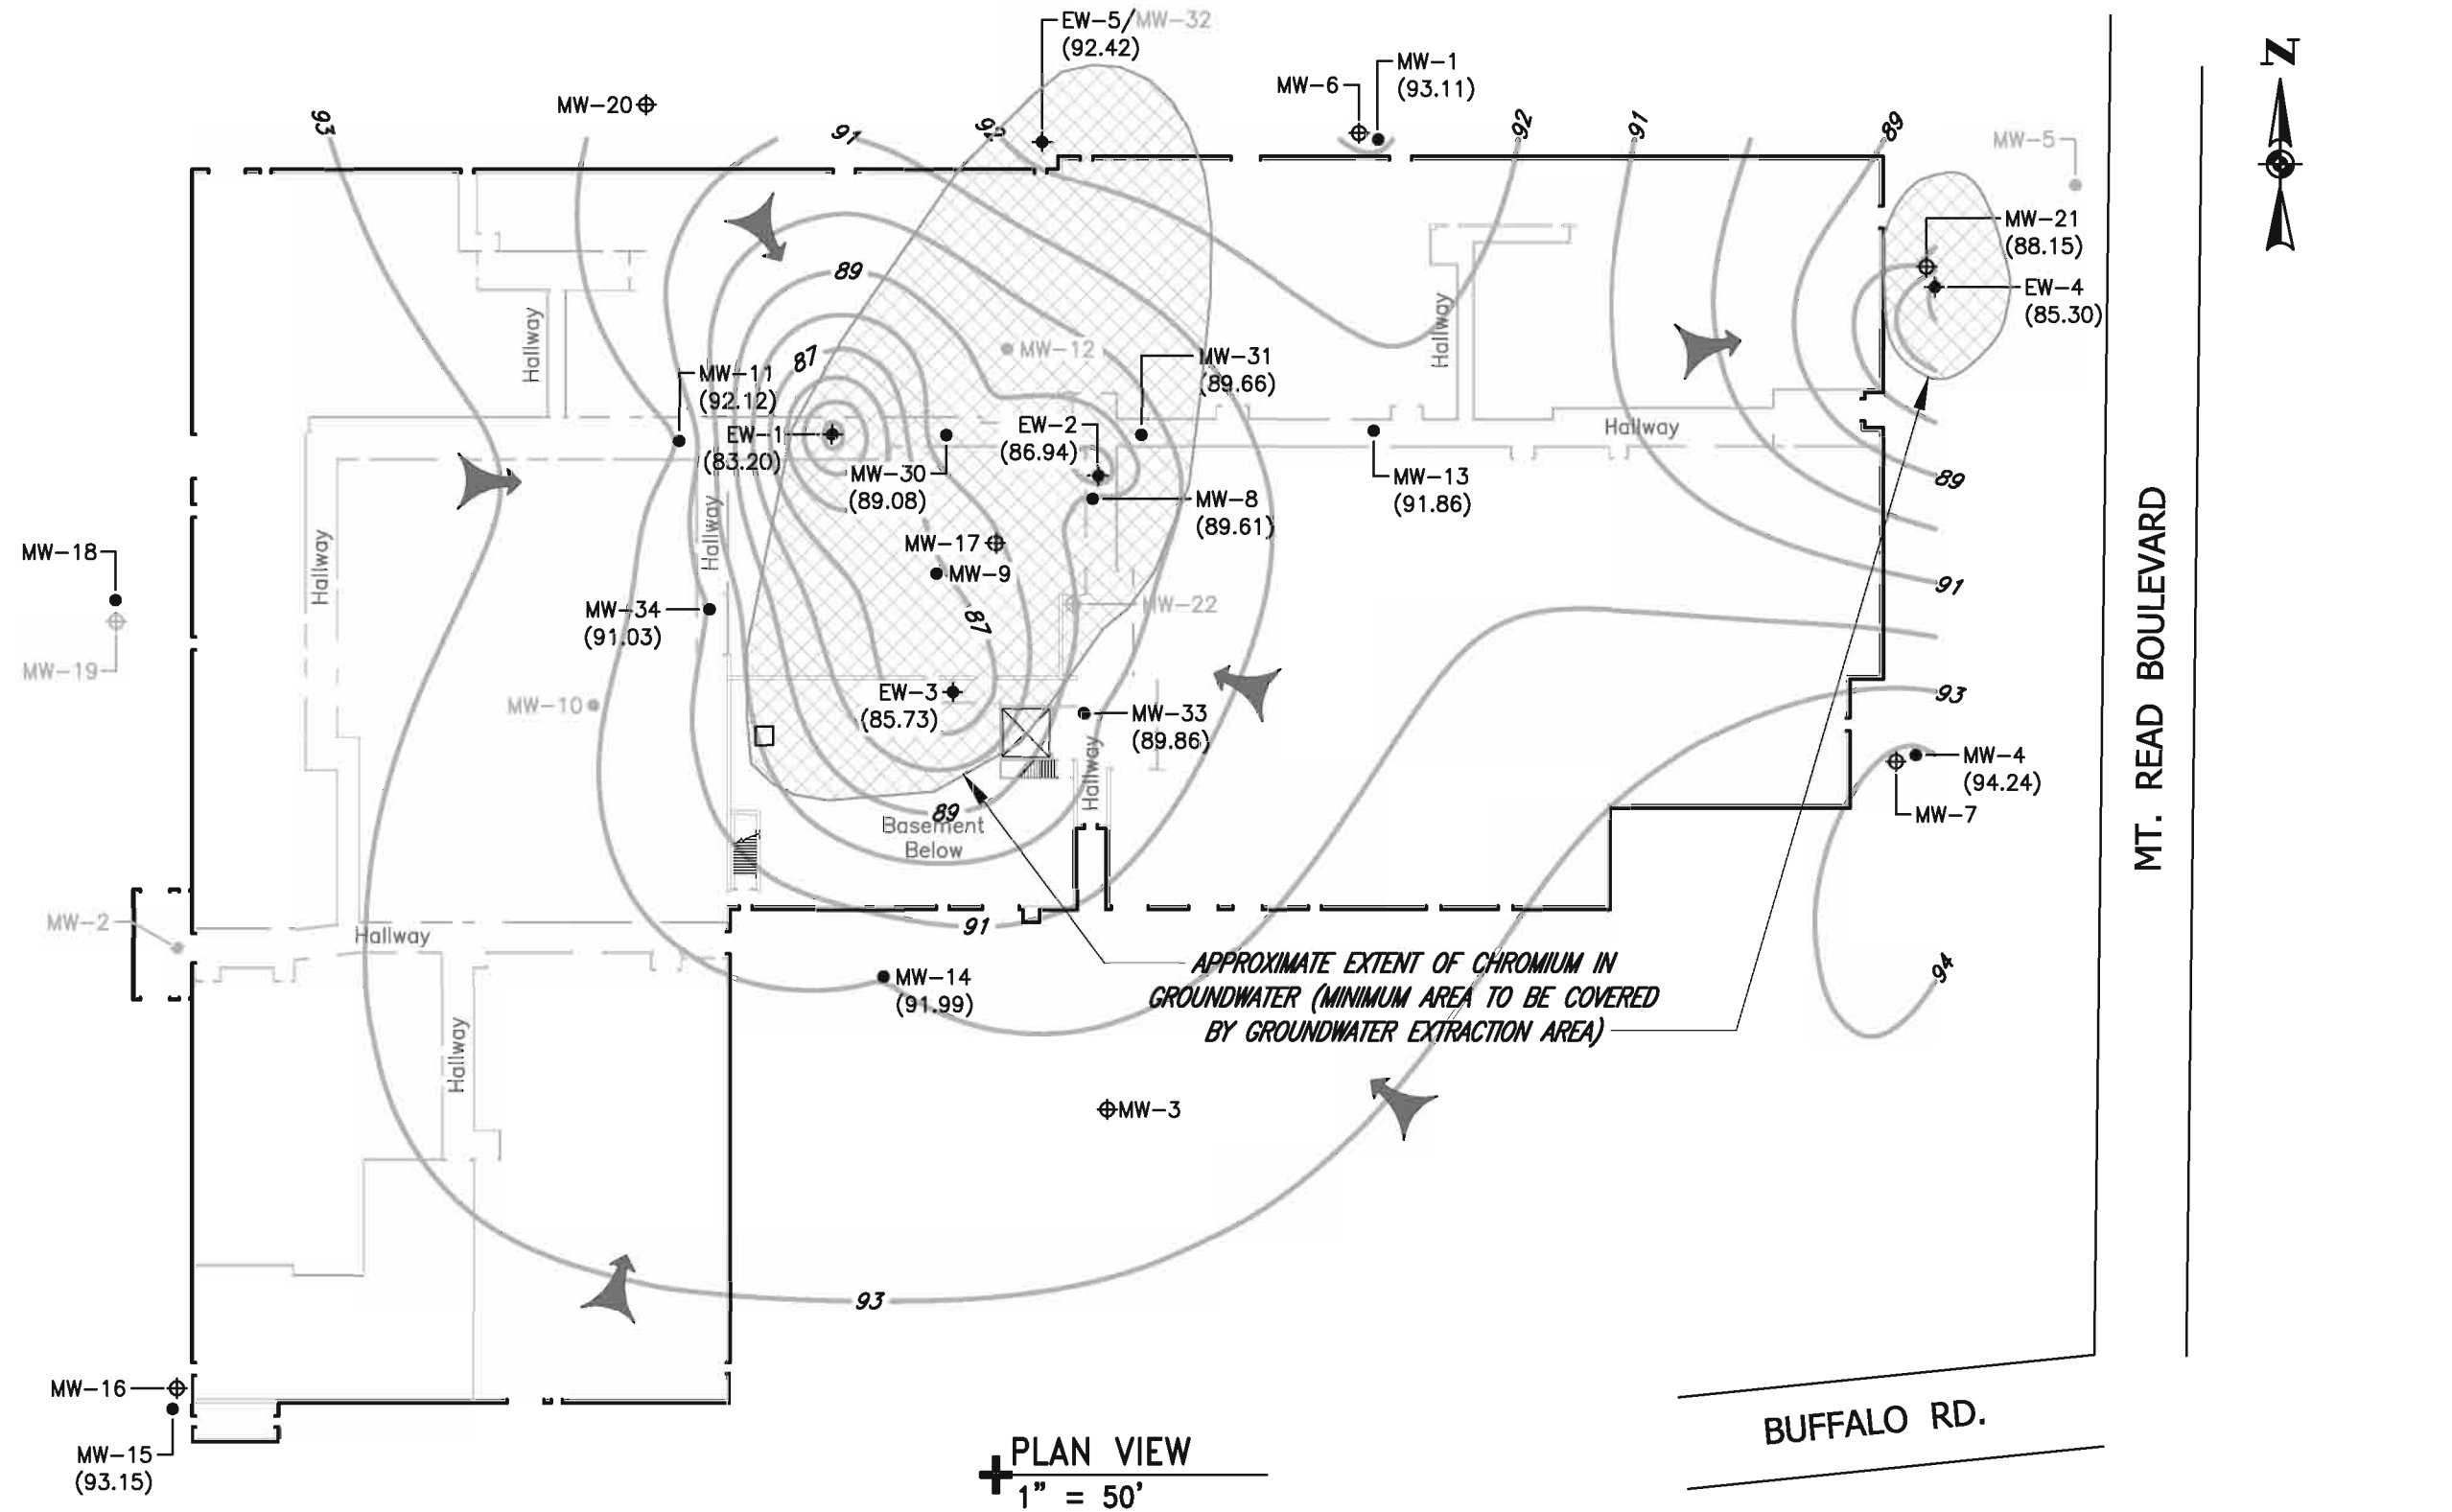 EW-5/MW-32
(92.42)
MW-1
(93.11)
MW-6
MW-20
N
93
91
92
92
91
89
MW-5
MW-21
(88.15)
EW-4
(85.30)
89
87
Hallway
Hallway
MW-12
MW-31
(89.66)
MW-11
(92.12)
EW-1
(83.20)
EW-2
(86.94)
MW-30
(89.08)
MW-13
(91.86)
Hallway
MW-8
(89.61)
89
MW-18
MW-19
Hallway
Hallway
MW-17
MW-9
91
MW-34
(91.03)
87
MW-22
MW-10
EW-3
(85.73)
MW-33
(89.86)
Hallway
93
MW-4
(94.24)
MW-7
MT. READ BOULEVARD
89
Basement
Below
MW-2
Hallway
91
MW-14
(91.99)
94
APPROXIMATE EXTENT OF CHROMIUM IN
GROUNDWATER (MINIMUM AREA TO BE COVERED
BY GROUNDWATER EXTRACTION AREA)
Hallway
MW-3
93
MW-16
MW-15
(93.15)
BUFFALO RD.
PLAN VIEW
1" = 50'